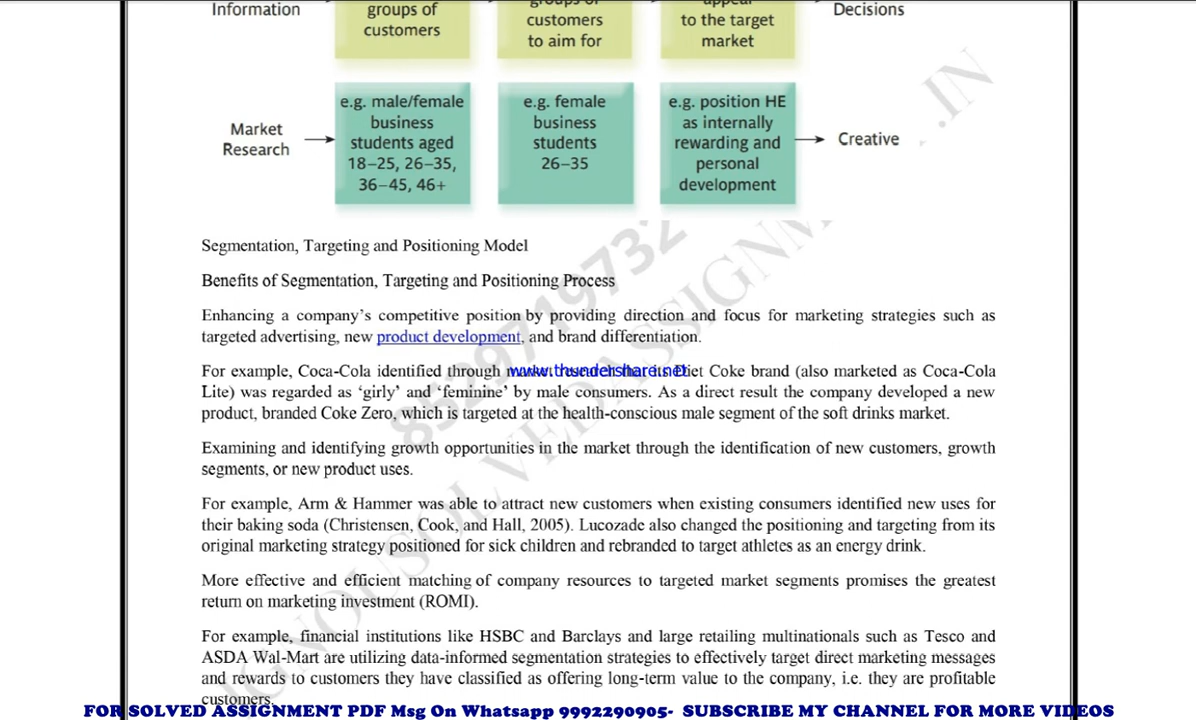 Information
groups of
customers
groups of
customers
to aim for
appeal
to the target
market
Decisions
Market
Research
e.g. male/female
business
students aged
18–25, 26–35,
36–45, 46+
e.g. female
business
students
26–35
e.g. position HE
as internally
rewarding and
personal
development
Creative
Segmentation, Targeting and Positioning Model
Benefits of Segmentation, Targeting and Positioning Process
Enhancing a company's competitive position by providing direction and focus for marketing strategies such as
targeted advertising, new product development, and brand differentiation.
For example, Coca-Cola identified through www.thundershare.net Diet Coke brand (also marketed as Coca-Cola
Lite) was regarded as 'girly' and 'feminine' by male consumers. As a direct result the company developed a new
product, branded Coke Zero, which is targeted at the health-conscious male segment of the soft drinks market.
Examining and identifying growth opportunities in the market through the identification of new customers, growth
segments, or new product uses.
For example, Arm & Hammer was able to attract new customers when existing consumers identified new uses for
their baking soda (Christensen, Cook, and Hall, 2005). Lucozade also changed the positioning and targeting from its
original marketing strategy positioned for sick children and rebranded to target athletes as an energy drink.
More effective and efficient matching of company resources to targeted market segments promises the greatest
return on marketing investment (ROMI).
For example, financial institutions like HSBC and Barclays and large retailing multinationals such as Tesco and
ASDA Wal-Mart are utilizing data-informed segmentation strategies to effectively target direct marketing messages
and rewards to customers they have classified as offering long-term value to the company, i.e. they are profitable
customers.
8529719732
IGNOUSOLVEDASSIGNM
.IN
FOR SOLVED ASSIGNMENT PDF Msg On Whatsapp 9992290905- SUBSCRIBE MY CHANNEL FOR MORE VIDEOS